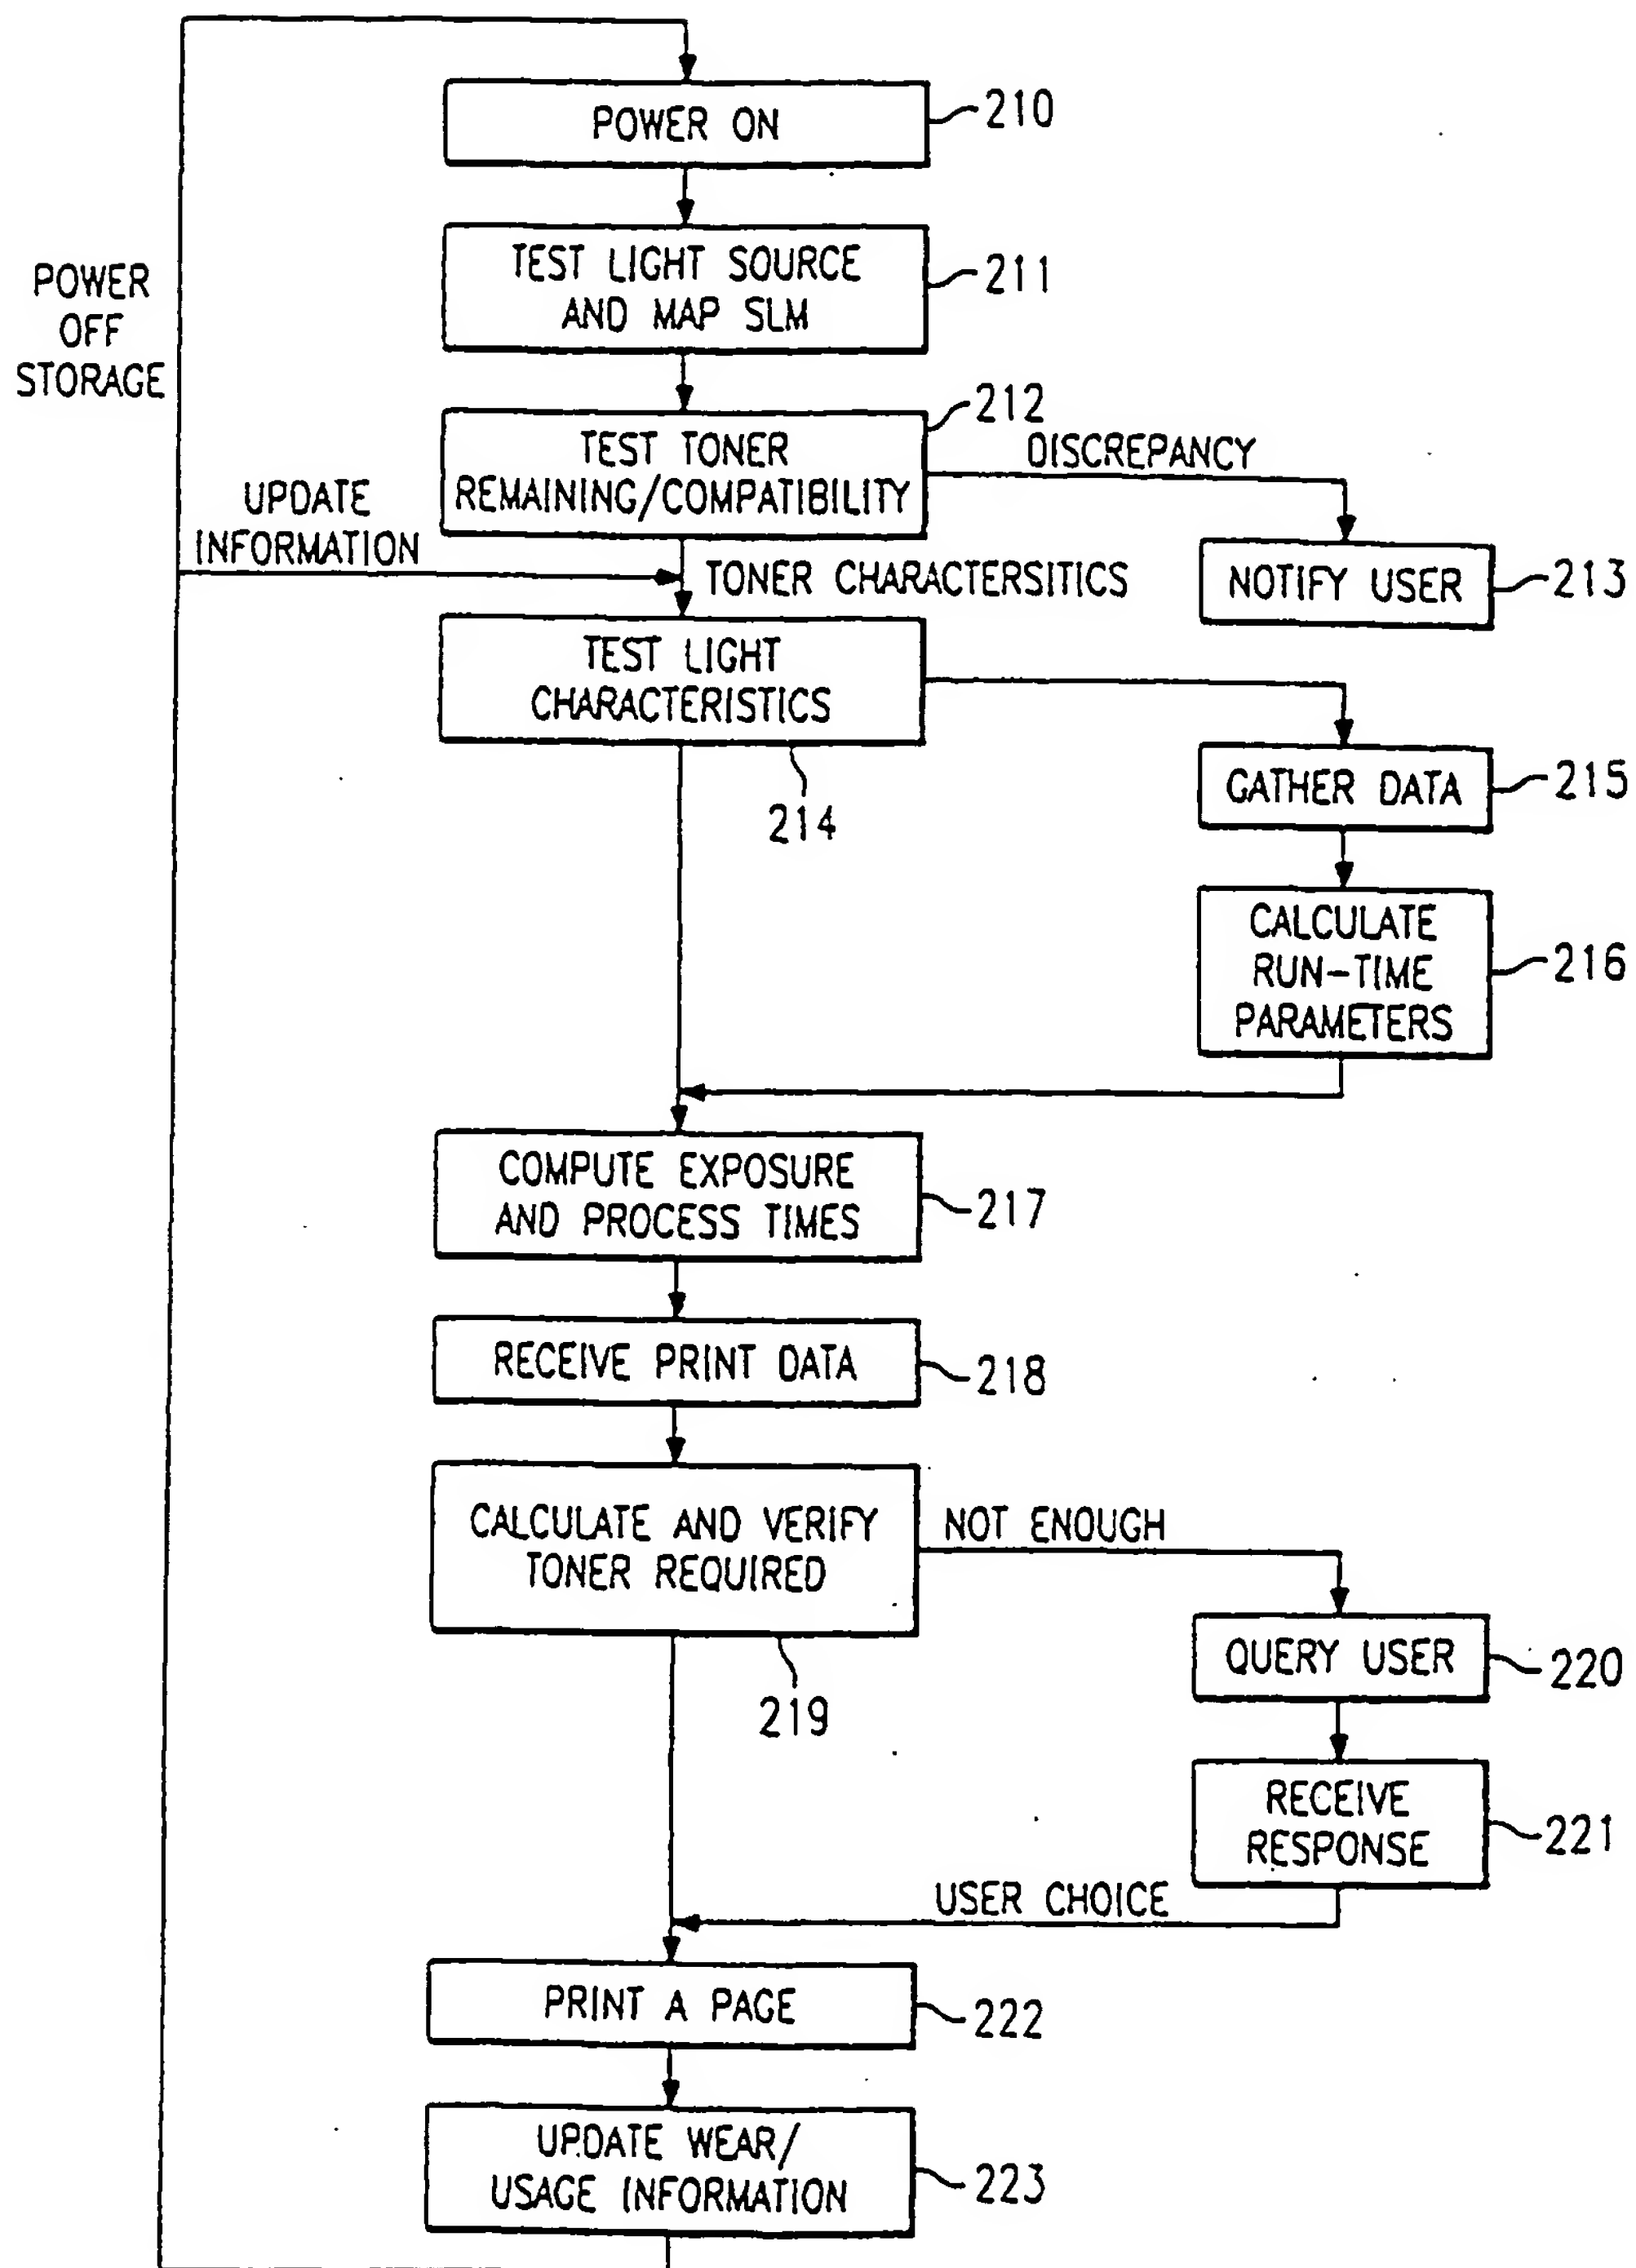 POWER ON
210
TEST LIGHT SOURCE
AND MAP SLM
211
POWER
OFF
STORAGE
212
TEST TONER
REMAINING/COMPATIBILITY
DISCREPANCY
UPDATE
INFORMATION
TONER CHARACTERSITICS
NOTIFY USER
213
TEST LIGHT
CHARACTERISTICS
214
GATHER DATA
215
CALCULATE
RUN-TIME
PARAMETERS
216
COMPUTE EXPOSURE
AND PROCESS TIMES
217
RECEIVE PRINT DATA
218
CALCULATE AND VERIFY
TONER REQUIRED
219
NOT ENOUGH
QUERY USER
220
RECEIVE
RESPONSE
221
USER CHOICE
PRINT A PAGE
222
UPDATE WEAR/
USAGE INFORMATION
223